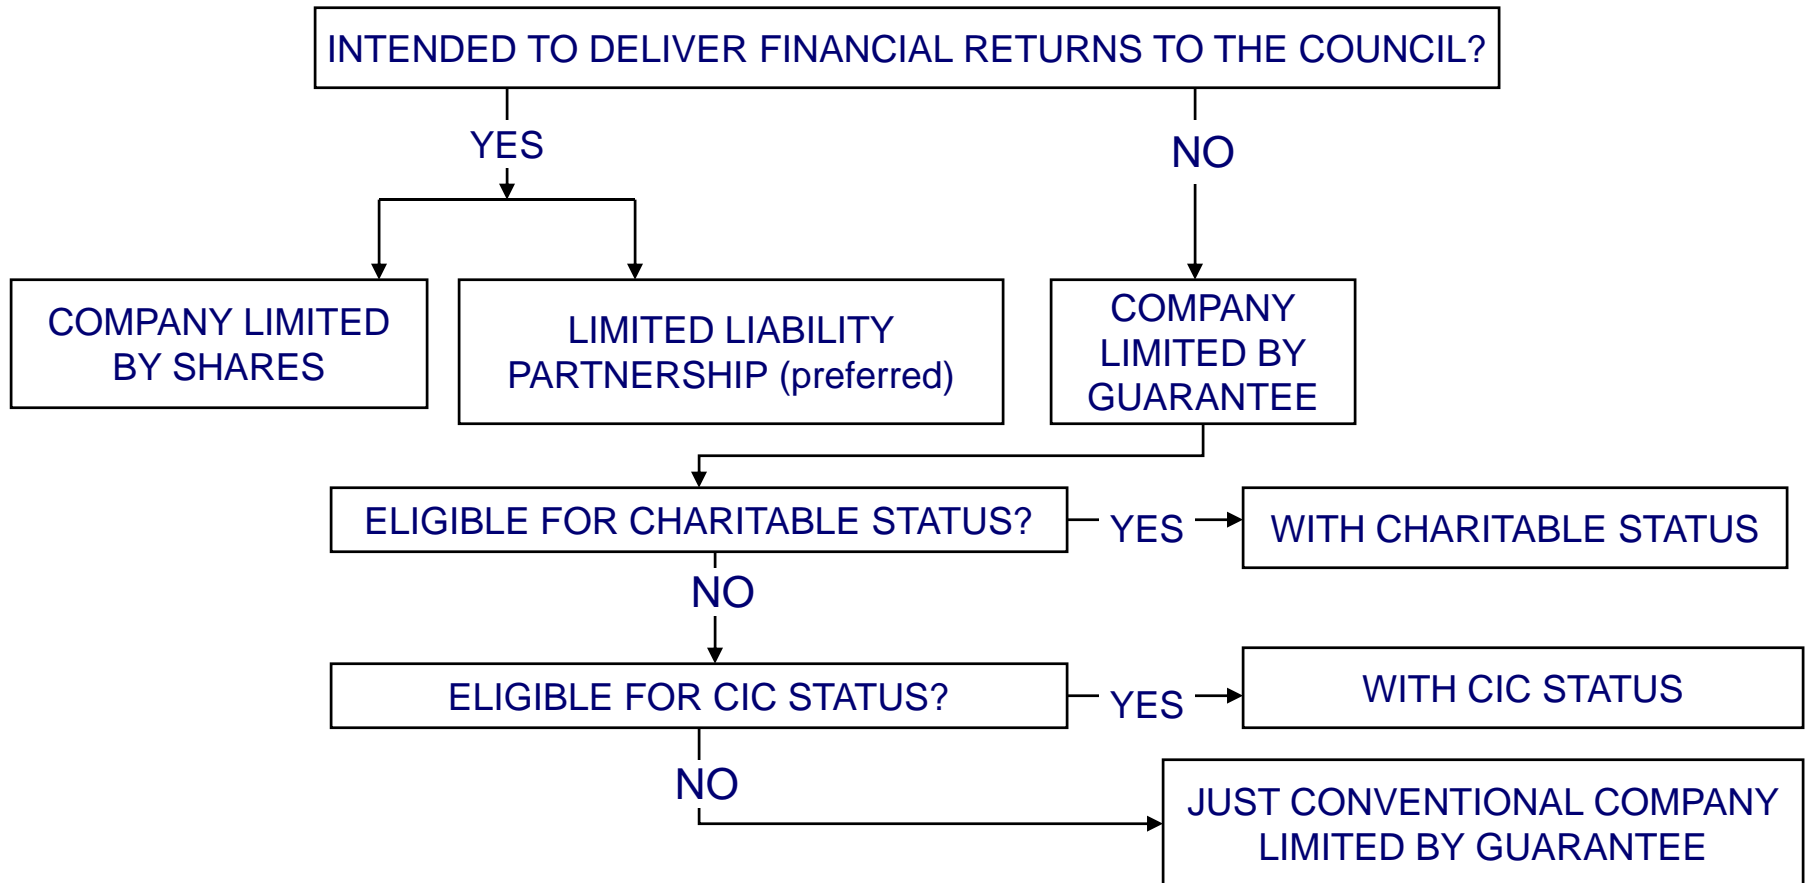 INTENDED TO DELIVER FINANCIAL RETURNS TO THE COUNCIL?
YES
NO
COMPANY LIMITED
BY SHARES
LIMITED LIABILITY
PARTNERSHIP (preferred)
COMPANY
LIMITED BY
GUARANTEE
ELIGIBLE FOR CHARITABLE STATUS?
YES
WITH CHARITABLE STATUS
NO
ELIGIBLE FOR CIC STATUS?
YES
WITH CIC STATUS
NO
JUST CONVENTIONAL COMPANY
LIMITED BY GUARANTEE